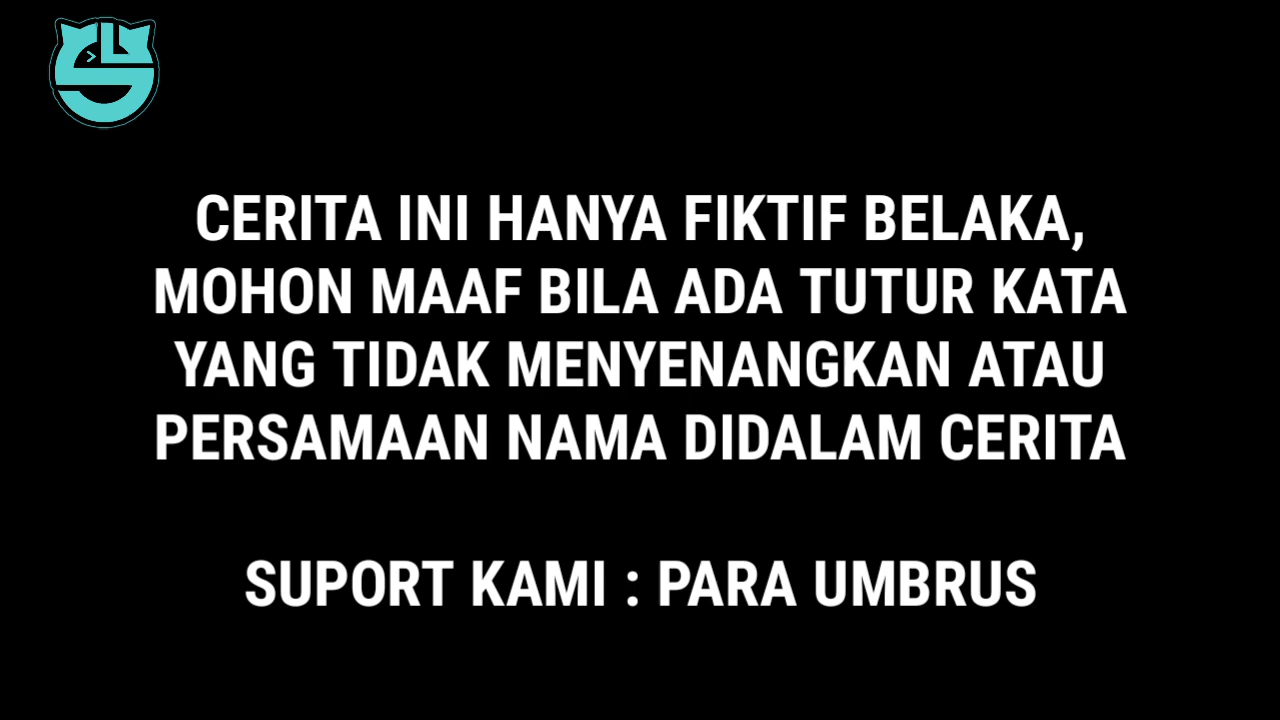 CERITA INI HANYA FIKTIF BELAKA,
MOHON MAAF BILA ADA TUTUR KATA
YANG TIDAK MENYENANGKAN ATAU
PERSAMAAN NAMA DIDALAM CERITA
SUPORT KAMI : PARA UMBRUS